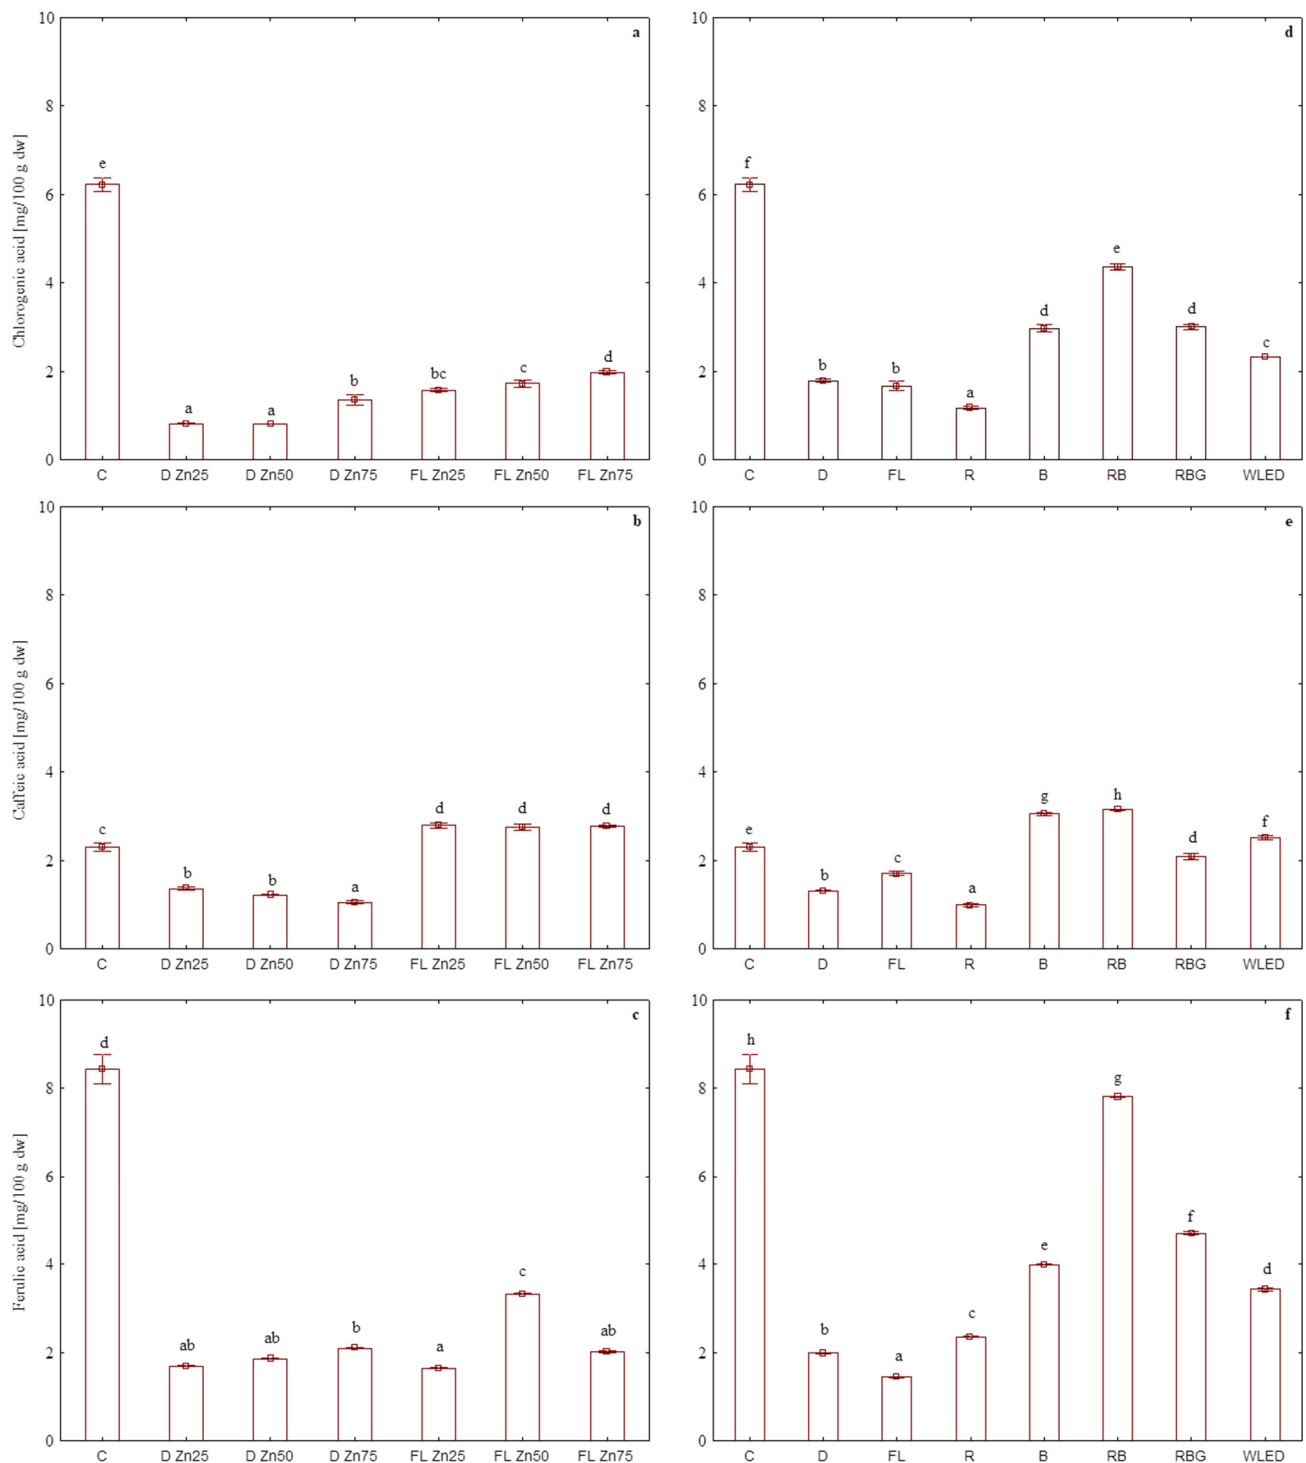 a
Chlorogenic acid [mg/100 g dw]
10
8
6
4
2
0
e a a b bc c d
C D Zn25 D Zn50 D Zn75 FL Zn25 FL Zn50 FL Zn75
d
10
8
6
4
2
0
f b b a d e d c
C D FL R B RB RBG WLED
b
Caffeic acid [mg/100 g dw]
10
8
6
4
2
0
c b b a d d d
C D Zn25 D Zn50 D Zn75 FL Zn25 FL Zn50 FL Zn75
e
10
8
6
4
2
0
e b c a g h d f
C D FL R B RB RBG WLED
c
Ferulic acid [mg/100 g dw]
10
8
6
4
2
0
d ab ab b a c ab
C D Zn25 D Zn50 D Zn75 FL Zn25 FL Zn50 FL Zn75
f
10
8
6
4
2
0
h b a c e g f d
C D FL R B RB RBG WLED